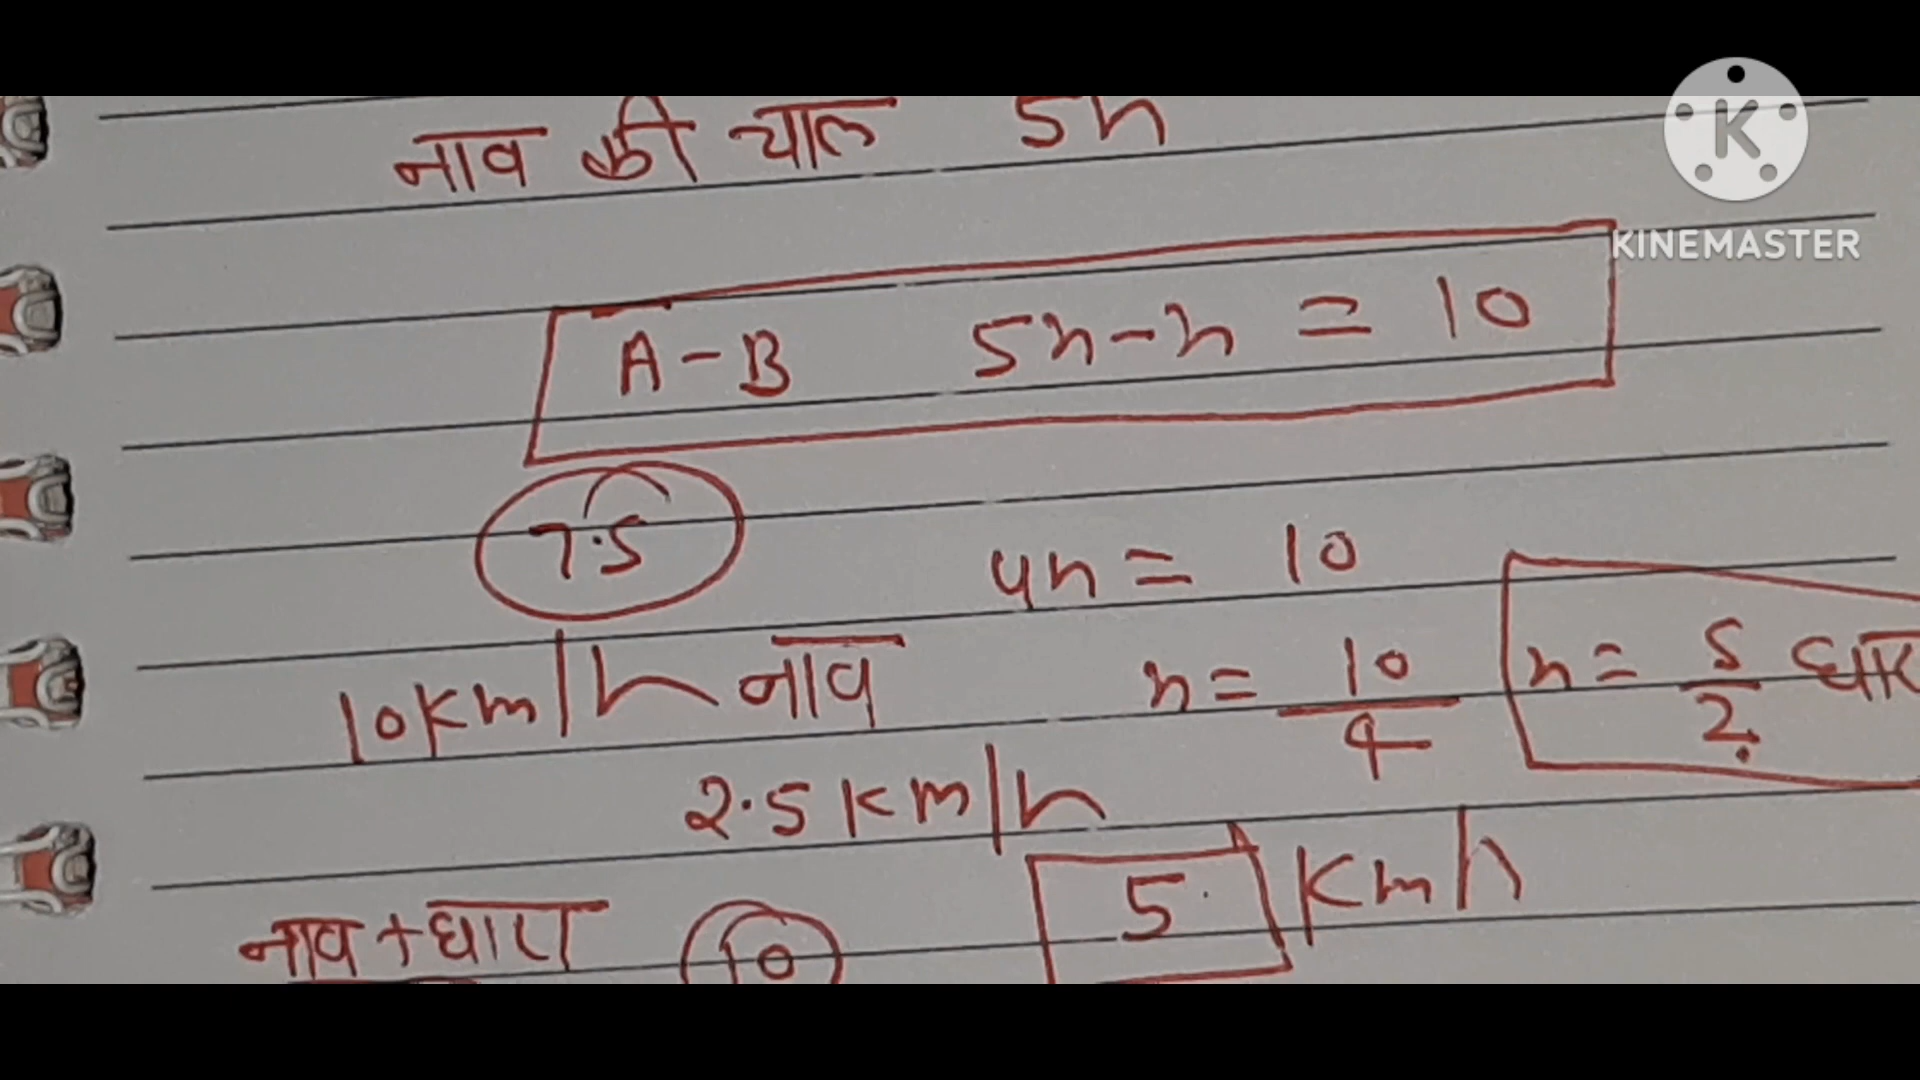 नाव की चाल 5x
K
KINEMASTER
A-B 5x-x = 10
7.5
4x = 10
10km/h नाव
x = 10/4
x = 5/2 धार
2.5 km/h
5 km/h
नाव + धारा 10